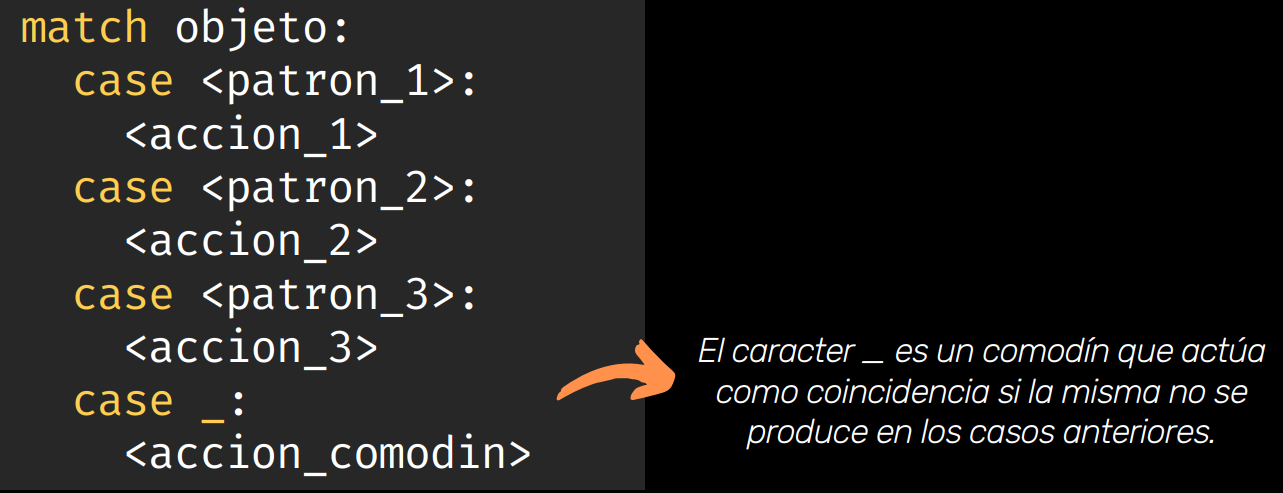 match objeto:
case <patron_1>:
<accion_1>
case <patron_2>:
<accion_2>
case <patron_3>:
<accion_3>
case _:
<accion_comodin>
El caracter _ es un comodín que actúa
como coincidencia si la misma no se
produce en los casos anteriores.